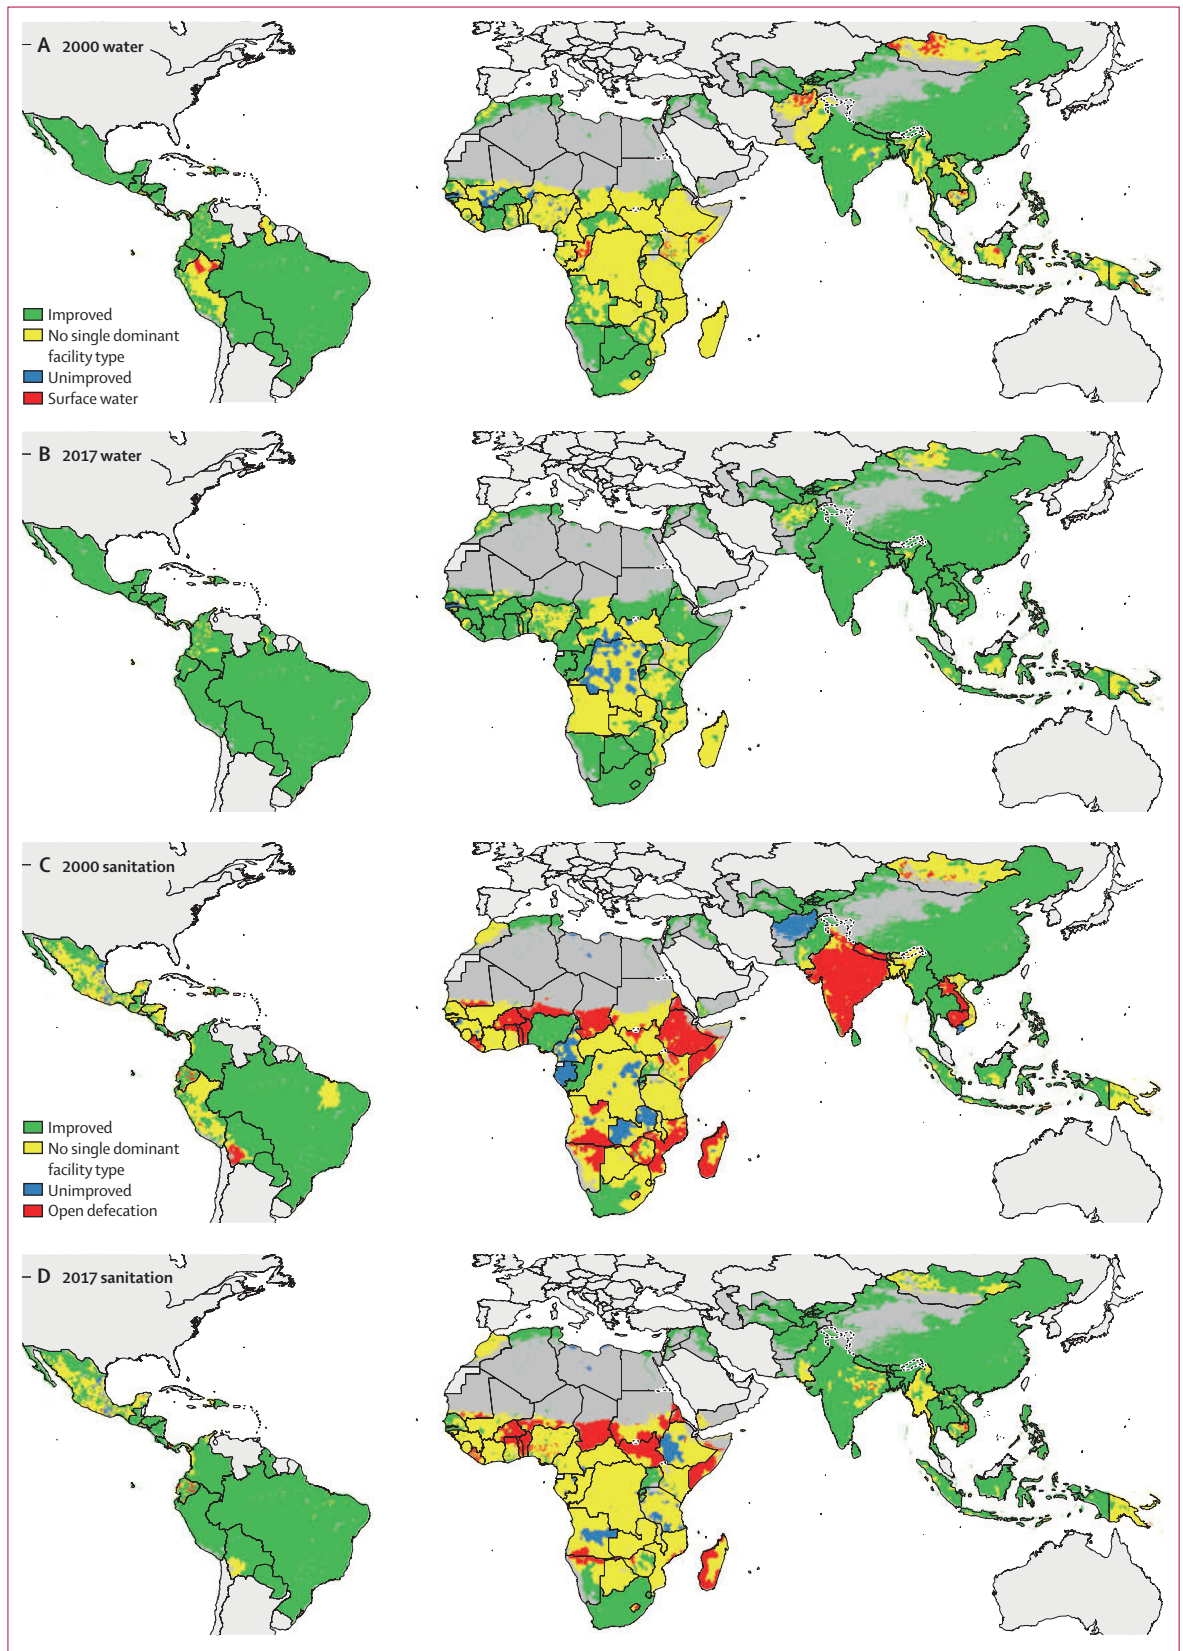 A 2000 water
Improved
No single dominant
facility type
Unimproved
Surface water
B 2017 water
C 2000 sanitation
Improved
No single dominant
facility type
Unimproved
Open defecation
D 2017 sanitation